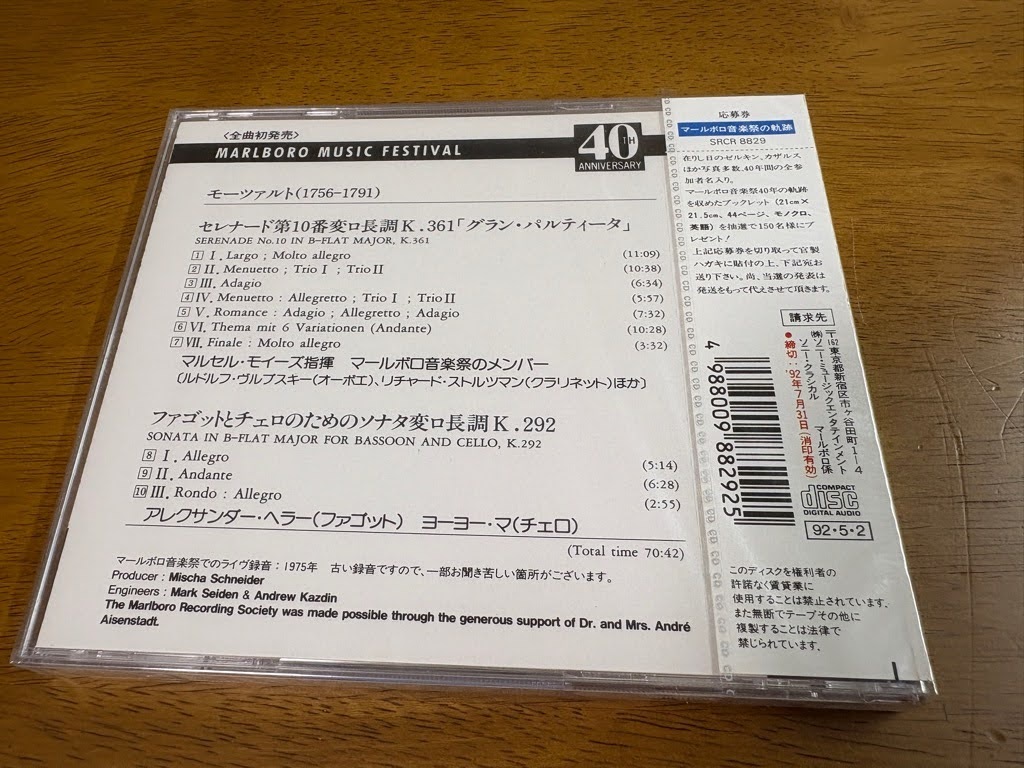 〈全曲初発売〉
MARLBORO MUSIC FESTIVAL
40TH
ANNIVERSARY
モーツァルト(1756-1791)
セレナード第10番変ロ長調K.361「グラン・パルティータ」
SERENADE No.10 IN B-FLAT MAJOR, K.361
1 I. Largo ; Molto allegro (11:09)
2 II. Menuetto ; Trio I ; Trio II (10:38)
3 III. Adagio (6:34)
4 IV. Menuetto : Allegretto ; Trio I ; Trio II (5:57)
5 V. Romance : Adagio ; Allegretto ; Adagio (7:32)
6 VI. Thema mit 6 Variationen (Andante) (10:28)
7 VII. Finale : Molto allegro (3:32)
マルセル・モイーズ指揮 マールボロ音楽祭のメンバー
〔ルドルフ・ヴルプスキー(オーボエ)、リチャード・ストルツマン(クラリネット)ほか〕
ファゴットとチェロのためのソナタ変ロ長調K.292
SONATA IN B-FLAT MAJOR FOR BASSOON AND CELLO, K.292
8 I. Allegro (5:14)
9 II. Andante (6:28)
10 III. Rondo : Allegro (2:55)
アレクサンダー・ヘラー(ファゴット) ヨーヨー・マ(チェロ)
(Total time 70:42)
マールボロ音楽祭でのライヴ録音：1975年 古い録音ですので、一部お聞き苦しい箇所がございます。
Producer : Mischa Schneider
Engineers : Mark Seiden & Andrew Kazdin
The Marlboro Recording Society was made possible through the generous support of Dr. and Mrs. André
Aisenstadt.
応募券
マールボロ音楽祭の軌跡
SRCR 8829
在りし日のゼルキン、カザルス
ほか写真多数、40年間の全参
加者名入り。
マールボロ音楽祭40年の軌跡
を収めたブックレット(21cm×
21.5cm、44ページ、モノクロ、
英語)を抽選で150名様にプ
レゼント!
上記応募券を切り取って官製
ハガキに貼付の上、下記宛お
送り下さい。尚、当選の発表は
発送をもって代えさせて頂きます。
請求先
〒162 東京都新宿区市ヶ谷田町1-4
㈱ソニー・ミュージックエンタテインメント
ソニー・クラシカル マールボロ係
●締切:'92年7月31日(消印有効)
4 988009 882925
COMPACT
disc
DIGITAL AUDIO
92・5・2
このディスクを権利者の
許諾なく賃貸業に
使用することは禁止されています。
また無断でテープその他に
複製することは法律で
禁じられています。